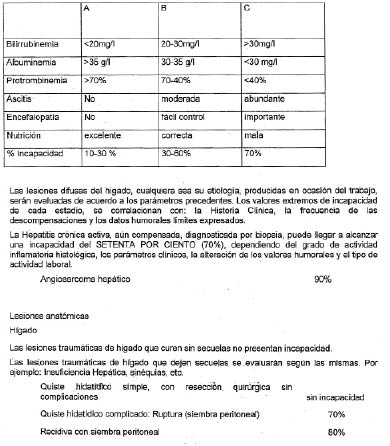 A B C
Bilirrubinemia <20mg/l 20-30mg/l >30mg/l
Albuminemia >35 g/l 30-35 g/l <30 mg/l
Protrombinemia >70% 70-40% <40%
Ascitis No moderada abundante
Encefalopatia No fácil control importante
Nutrición excelente correcta mala
% Incapacidad 10-30 % 30-60% 70%
Las lesiones difusas del hígado, cualquiera sea su etiología, producidas en ocasión del trabajo,
serán evaluadas de acuerdo a los parámetros precedentes. Los valores extremos de incapacidad
de cada estadio, se correlacionan con: la Historia Clínica, la frecuencia de las
descompensaciones y los datos humorales límites expresados.
La Hepatitis crónica activa, aún compensada, diagnosticada por biopsia, puede llegar a alcanzar
una incapacidad del SETENTA POR CIENTO (70%), dependiendo del grado de actividad
inflamatoria histológico, los parámetros clínicos, la alteración de los valores humorales y el tipo de
actividad laboral.
Angiosarcoma hepático 90%
Lesiones anatómicas
Hígado
Las lesiones traumáticas de hígado que curen sin secuelas no presentan incapacidad.
Las lesiones traumáticas de hígado que dejen secuelas se evaluarán según las mismas. Por
ejemplo: Insuficiencia Hepática, sinéquias, etc.
Quiste hidatídico simple, con resección quirúrgica sin
complicaciones sin incapacidad
Quiste hidatídico complicado: Ruptura (siembra peritoneal) 70%
Recidiva con siembra peritoneal 80%